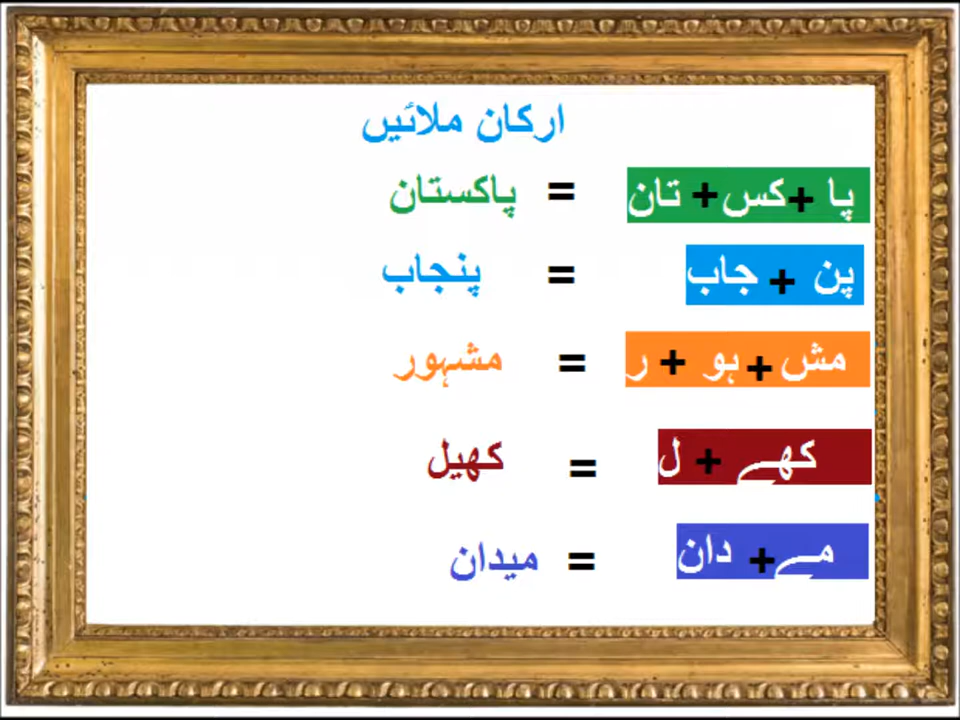 ارکان ملائیں
پا + کس + تان = پاکستان
پن + جاب = پنجاب
مش + ہو + ر = مشہور
کھے + ل = کھیل
مے + دان = میدان